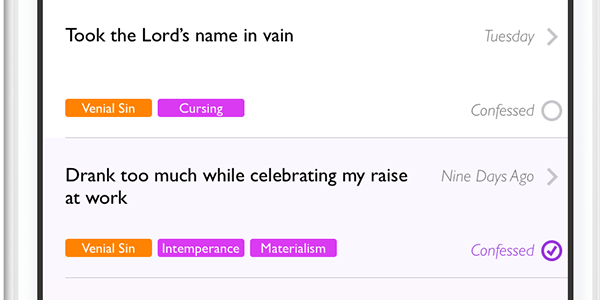 Took the Lord's name in vain
Tuesday
Venial Sin
Cursing
Confessed
Drank too much while celebrating my raise
at work
Nine Days Ago
Venial Sin
Intemperance
Materialism
Confessed